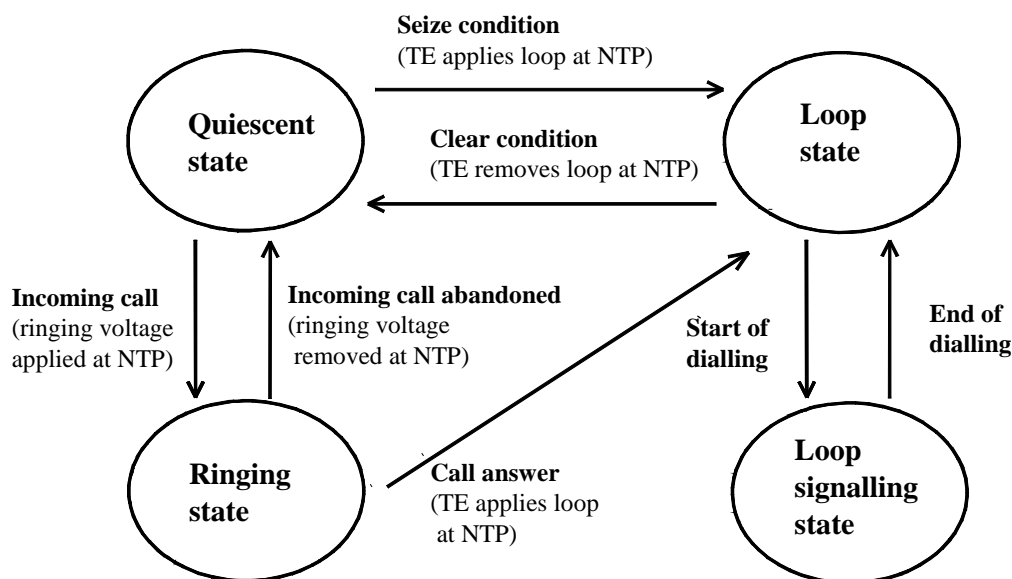 Seize condition
(TE applies loop at NTP)
Quiescent
state
Loop
state
Clear condition
(TE removes loop at NTP)
Incoming call
(ringing voltage
applied at NTP)
Incoming call abandoned
(ringing voltage
removed at NTP)
Start of
dialling
End of
dialling
Ringing
state
Call answer
(TE applies loop
at NTP)
Loop
signalling
state